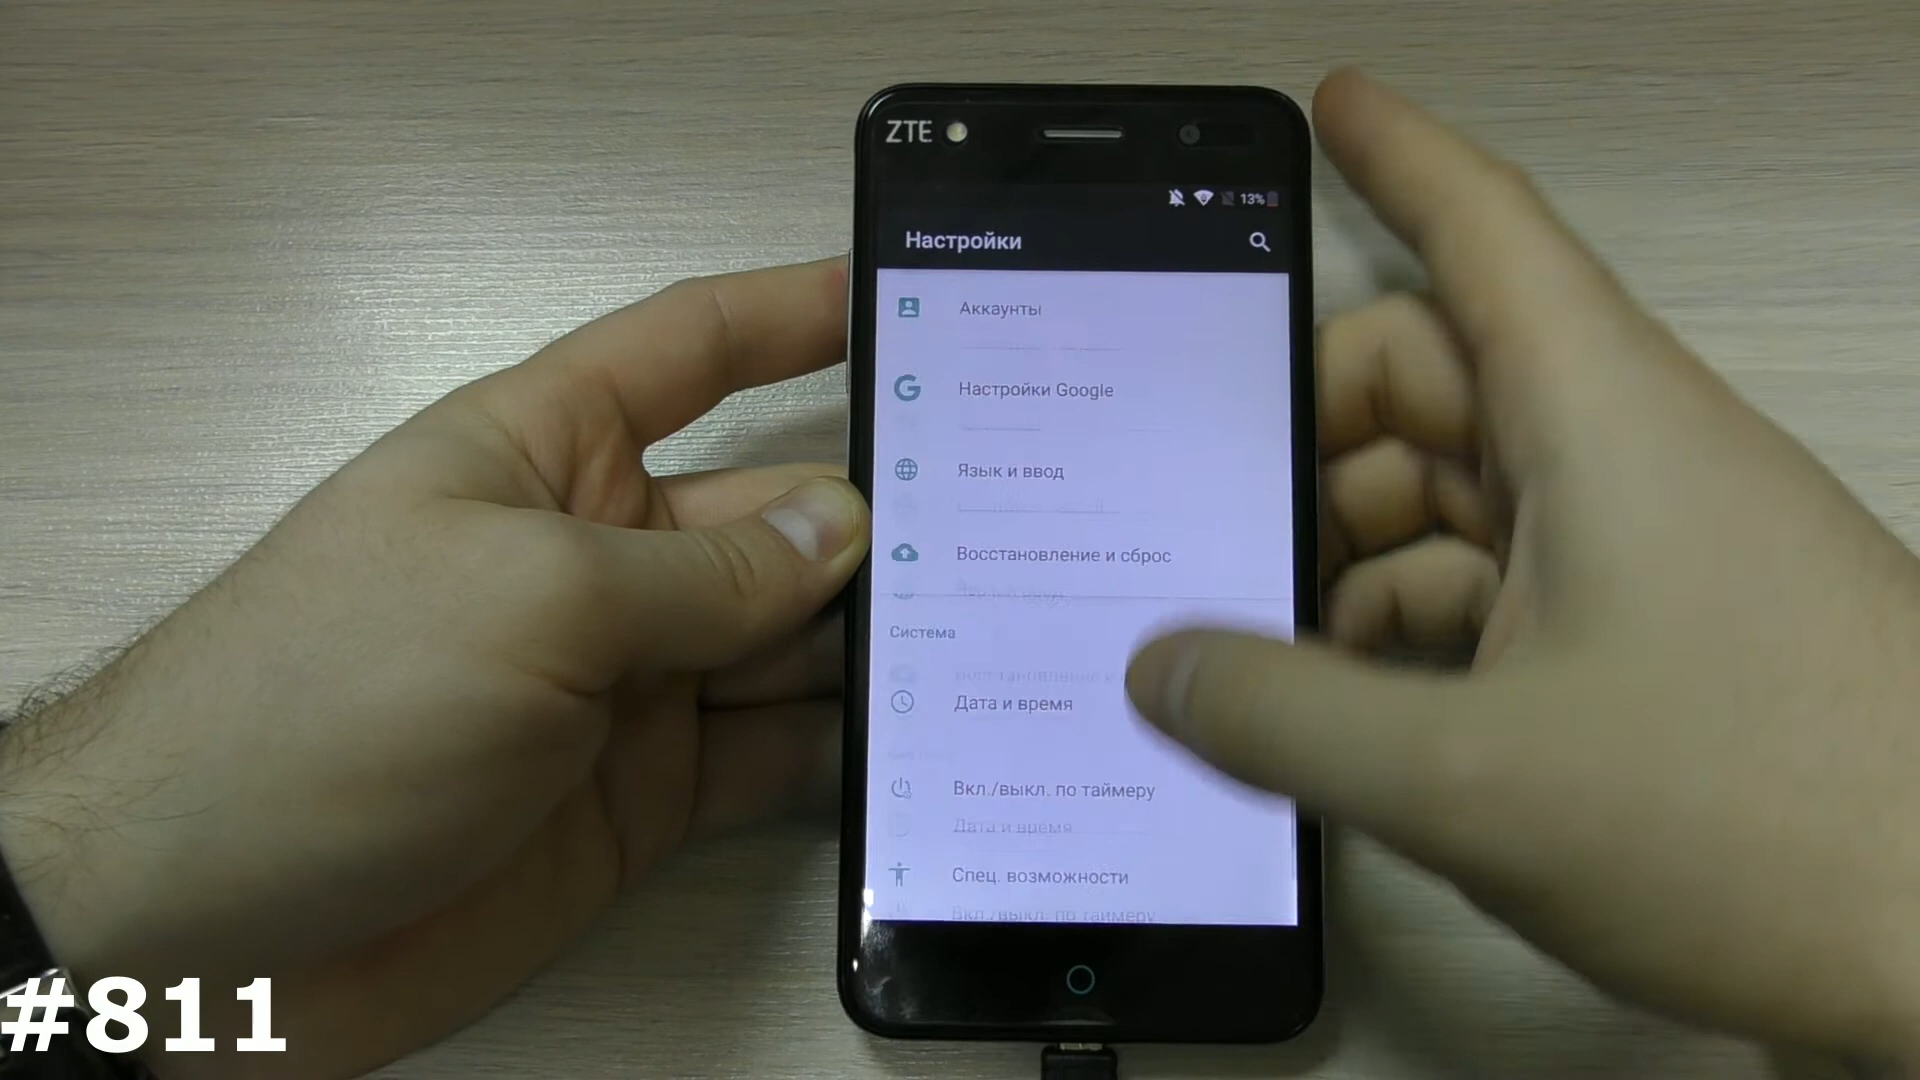 ZTE
13%
Настройки
Аккаунты
Настройки Google
Язык и ввод
Восстановление и сброс
Система
Дата и время
Вкл./выкл. по таймеру
Дата и время
Спец. возможности
Вкл./выкл. по таймеру
#811